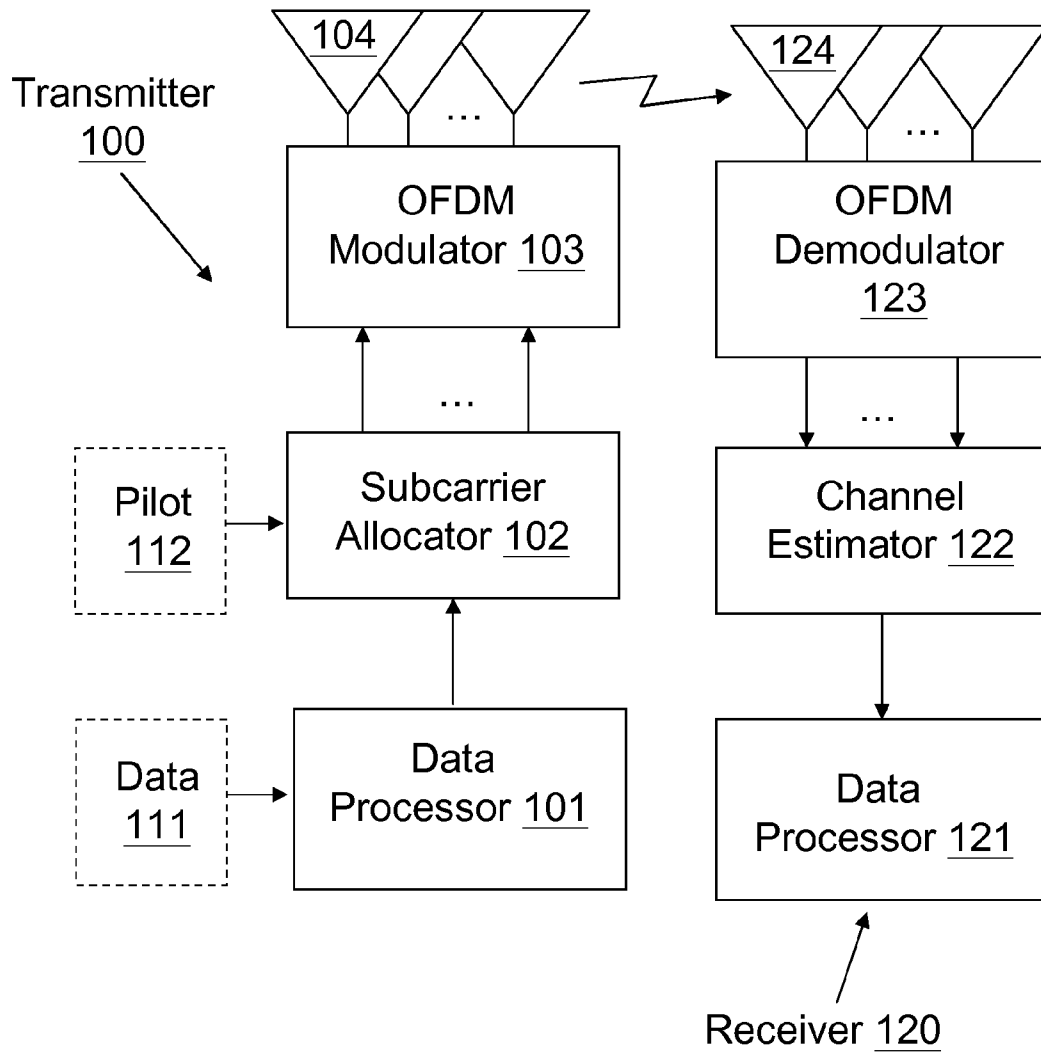 Transmitter
100
104
...
OFDM
Modulator 103
...
Pilot
112
Subcarrier
Allocator 102
Data
111
Data
Processor 101
124
...
OFDM
Demodulator
123
...
Channel
Estimator 122
Data
Processor 121
Receiver 120